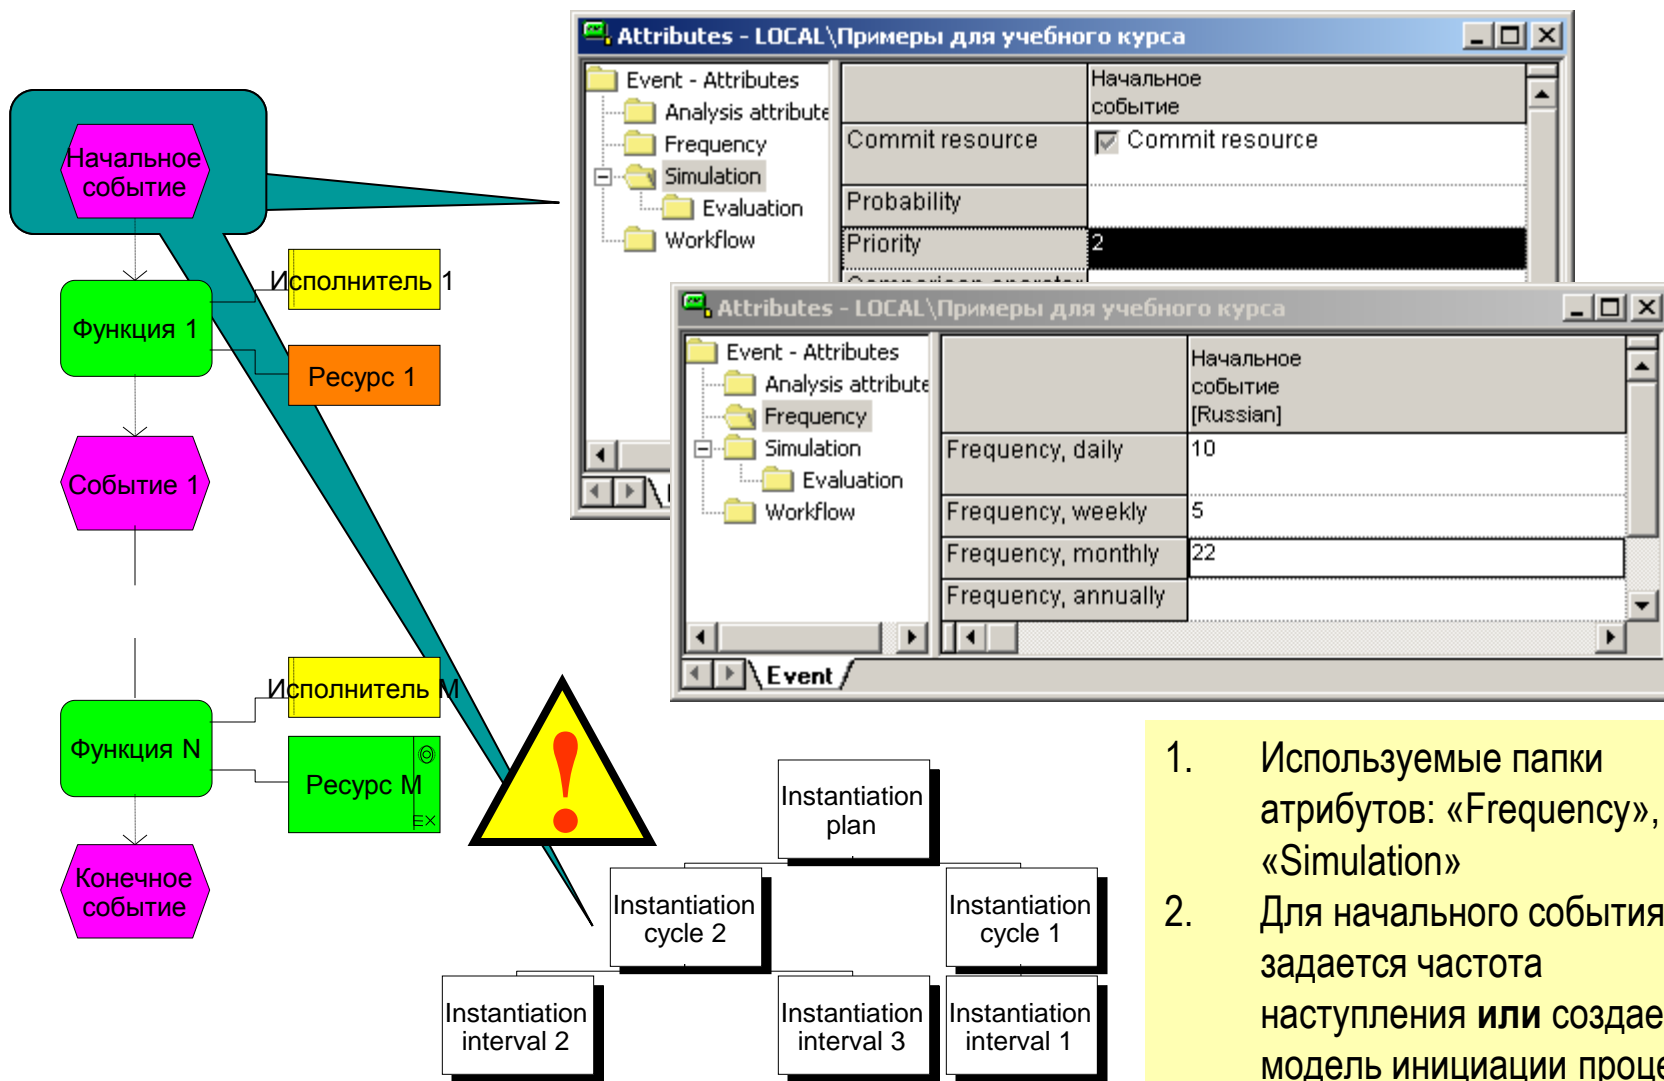 Начальное
событие
Функция 1
Исполнитель 1
Ресурс 1
Событие 1
Исполнитель М
Функция N
Ресурс М
EX
Конечное
событие
Attributes - LOCAL\Примеры для учебного курса
Event - Attributes
Analysis attribute
Frequency
Simulation
Evaluation
Workflow
Начальное
событие
Commit resource
Commit resource
Probability
Priority
2
Comparison operator
Attributes - LOCAL\Примеры для учебного курса
Event - Attributes
Analysis attribute
Frequency
Simulation
Evaluation
Workflow
Начальное
событие
[Russian]
Frequency, daily
10
Frequency, weekly
5
Frequency, monthly
22
Frequency, annually
Event
!
Instantiation
plan
Instantiation
cycle 2
Instantiation
cycle 1
Instantiation
interval 2
Instantiation
interval 3
Instantiation
interval 1
1. Используемые папки
атрибутов: «Frequency»,
«Simulation»
2. Для начального события
задается частота
наступления или создае
модель инициации проце